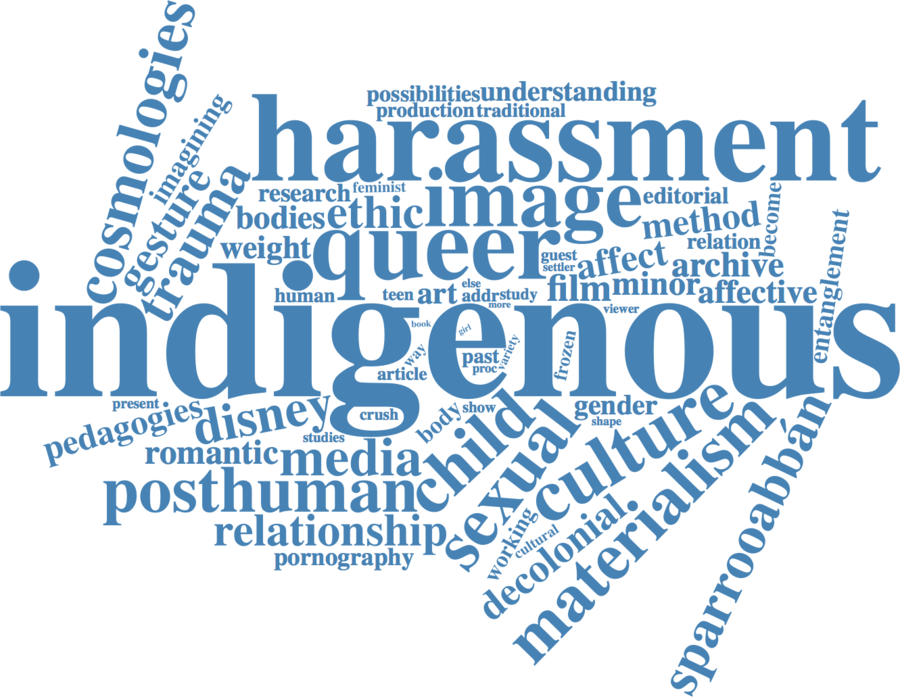 cosmologies
imagining
gesture
trauma
possibilities
understanding
production
traditional
harassment
research
feminist
image
editorial
bodies
ethic
method
become
weight
queer
guest
settler
affect
relation
archive
human
teen
art
else
addr
study
more
film
minor
affective
viewer
entanglement
indigenous
book
girl
way
article
past
proc
variety
frozen
present
pedagogies
disney
crush
studies
body
show
gender
shape
romantic
media
child
sexual
culture
posthuman
materialism
sparrooabbán
relationship
working
cultural
decolonial
pornography